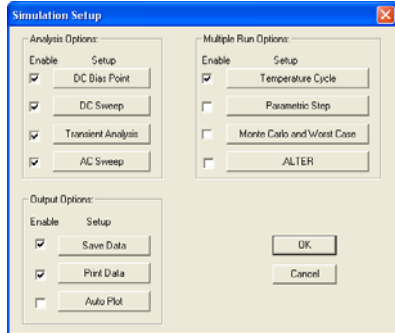 Simulation Setup
Analysis Options:
Enable Setup
DC Bias Point
DC Sweep
Transient Analysis
AC Sweep
Multiple Run Options:
Enable Setup
Temperature Cycle
Parametric Step
Monte Carlo and Worst Case
ALTER
Output Options:
Enable Setup
Save Data
Print Data
Auto Plot
OK
Cancel